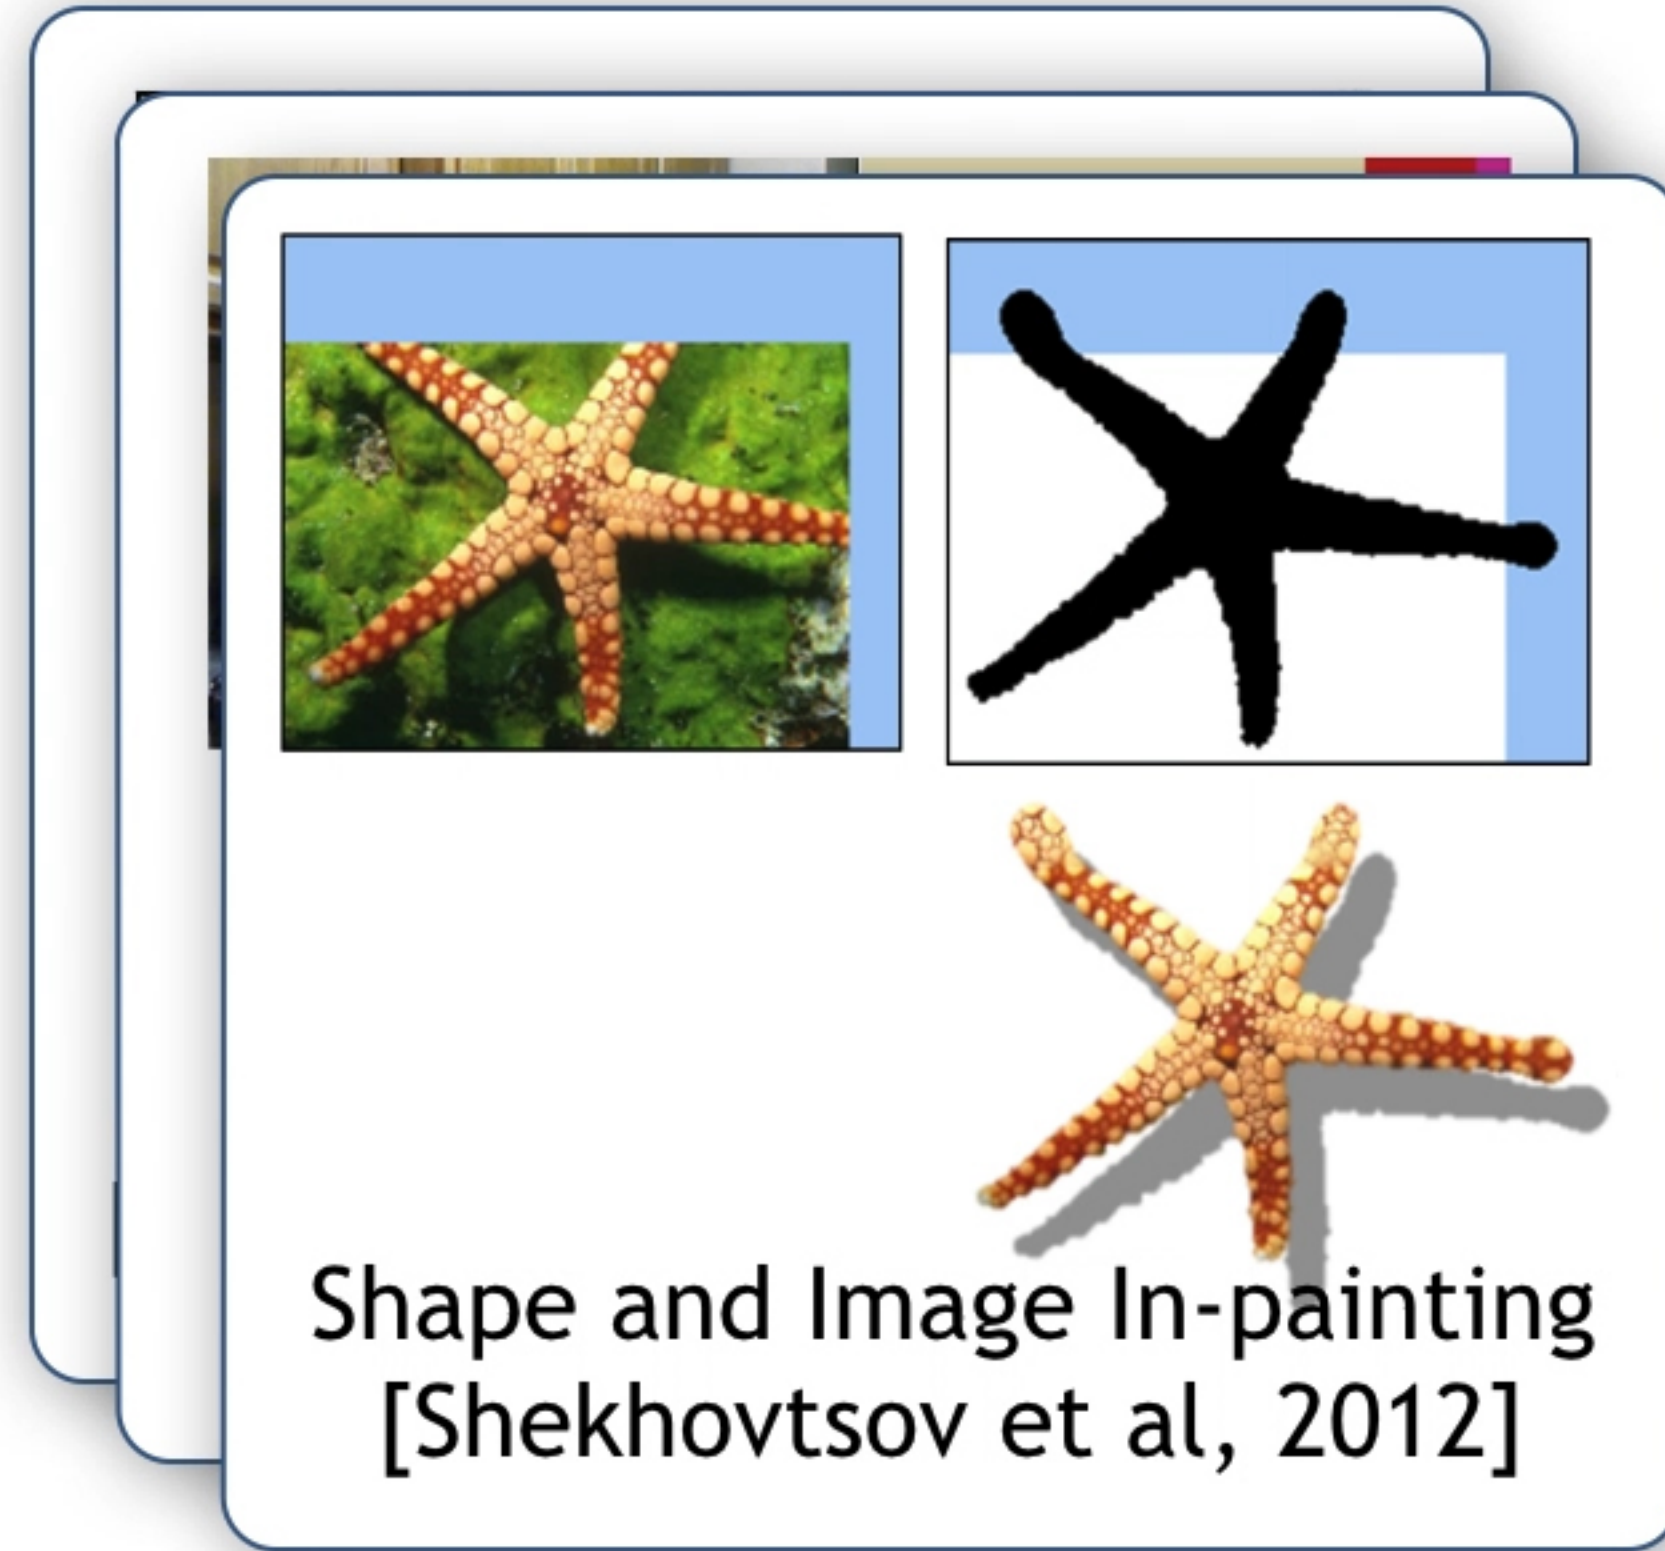 Shape and Image In-painting
[Shekhovtsov et al, 2012]